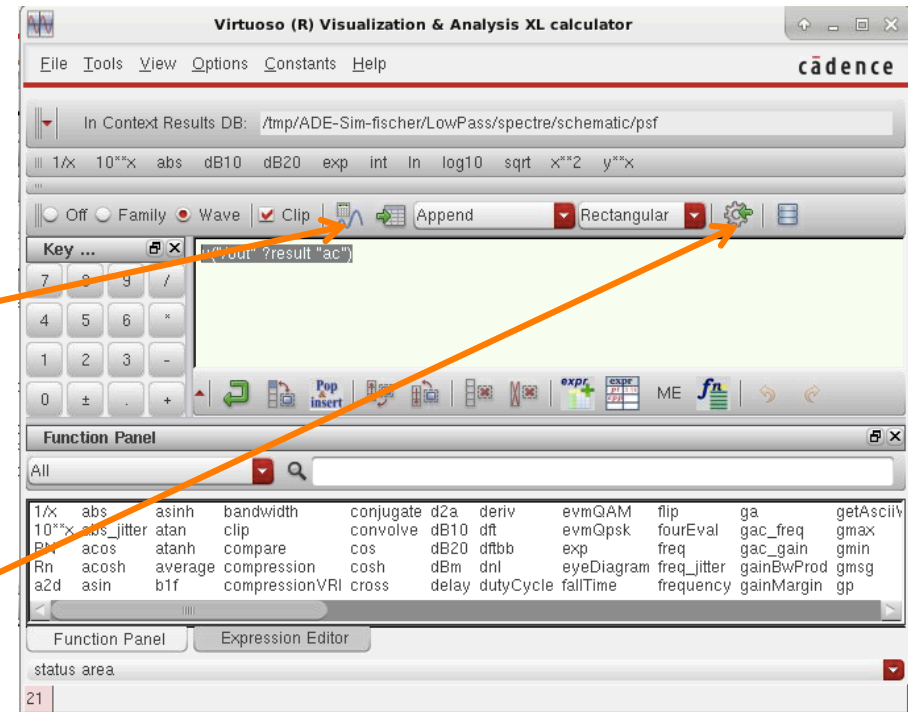 Virtuoso (R) Visualization & Analysis XL calculator
File Tools View Options Constants Help cādence
In Context Results DB: /tmp/ADE-Sim-fischer/LowPass/spectre/schematic/psf
1/x 10**x abs dB10 dB20 exp int ln log10 sqrt x**2 y**x
Off Family Wave Clip Append Rectangular
Key ...
?result "ac")
7 8 9 /
4 5 6 *
1 2 3 -
0 ± . +
Pop insert expr expr ME fn
Function Panel
All
1/x abs asinh bandwidth conjugate d2a deriv evmQAM flip ga getAscii
10**x abs_jitter atan clip convolve dB10 dft evmQpsk fourEval gac_freq gmax
RN acos atanh compare cos dB20 dftbb exp freq gac_gain gmin
Rn acosh average compression cosh dBm dnl eyeDiagram freq_jitter gainBwProd gmsg
a2d asin b1f compressionVRI cross delay dutyCycle fallTime frequency gainMargin gp
Function Panel Expression Editor
status area
21